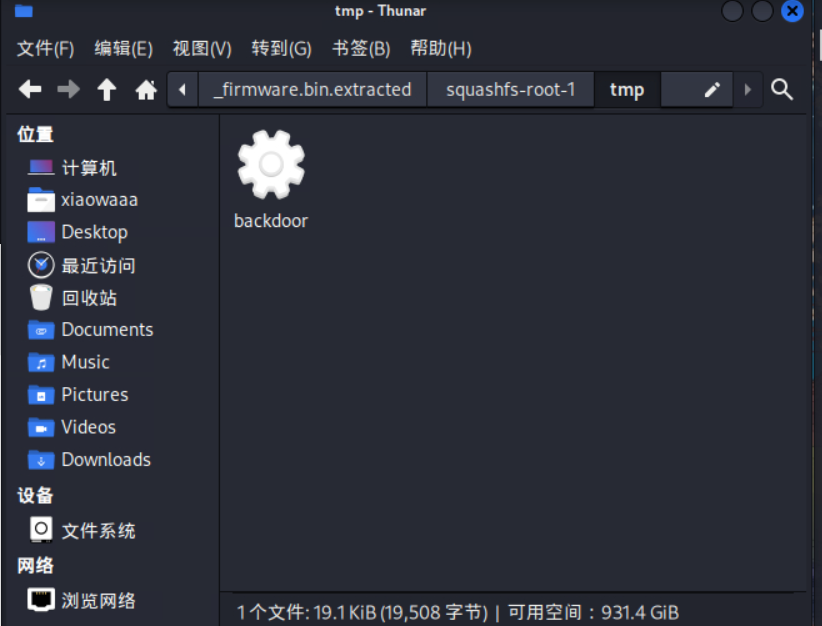 tmp - Thunar
文件(F) 编辑(E) 视图(V) 转到(G) 书签(B) 帮助(H)
_firmware.bin.extracted squashfs-root-1 tmp
位置
计算机
xiaowaaa
Desktop
最近访问
回收站
Documents
Music
Pictures
Videos
Downloads
设备
文件系统
网络
浏览网络
backdoor
1个文件: 19.1 KiB (19,508 字节) | 可用空间：931.4 GiB